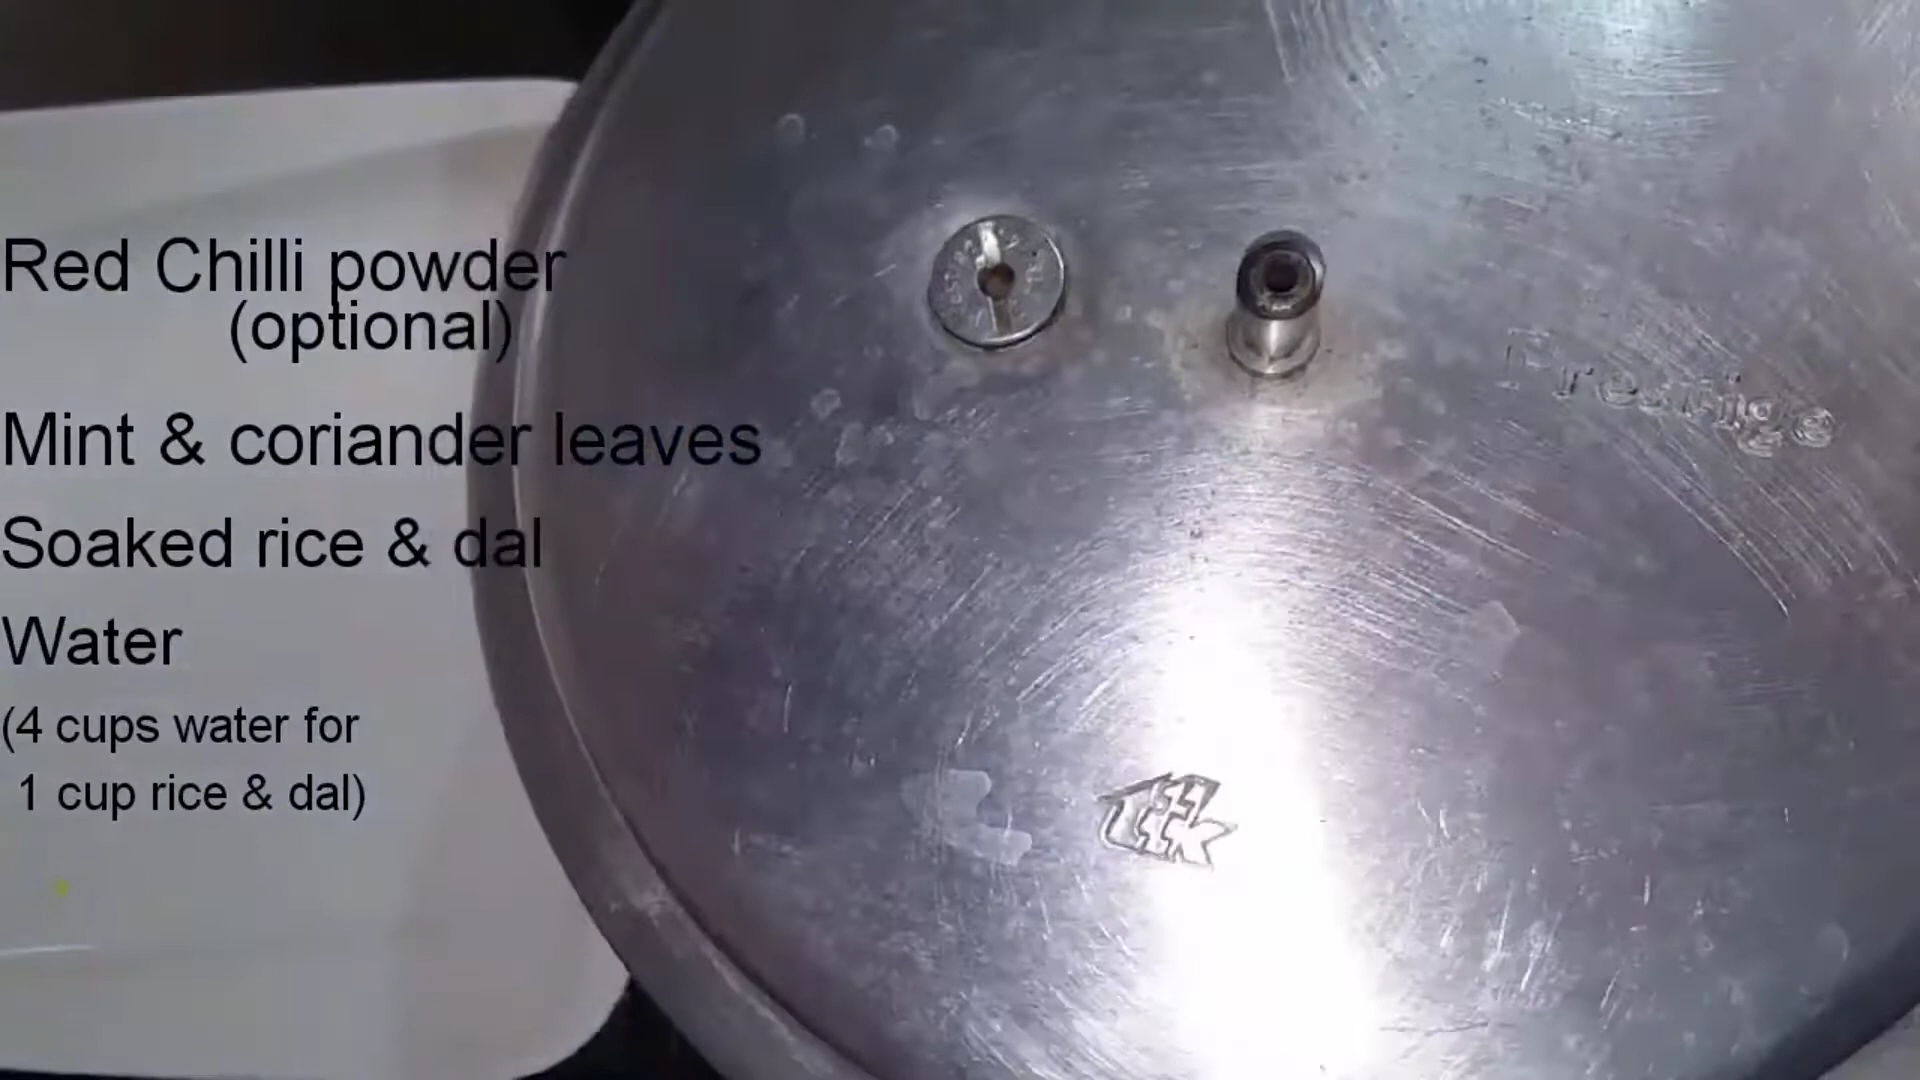 Red Chilli powder
(optional)
Mint & coriander leaves
Soaked rice & dal
Water
(4 cups water for
1 cup rice & dal)
Prestige
ttk